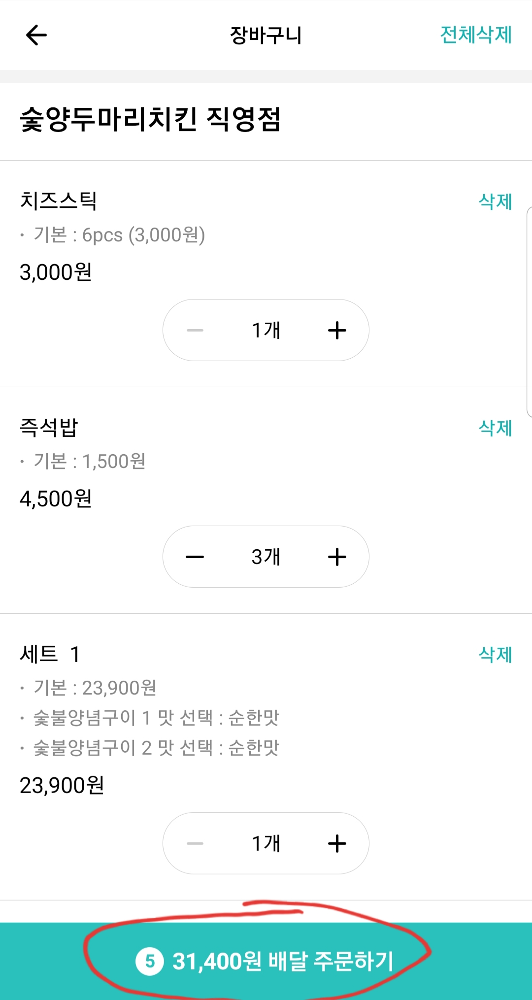 장바구니 전체삭제
숯양두마리치킨 직영점
치즈스틱 삭제
· 기본 : 6pcs (3,000원)
3,000원
1개
즉석밥 삭제
· 기본 : 1,500원
4,500원
3개
세트 1 삭제
· 기본 : 23,900원
· 숯불양념구이 1 맛 선택 : 순한맛
· 숯불양념구이 2 맛 선택 : 순한맛
23,900원
1개
5 31,400원 배달 주문하기